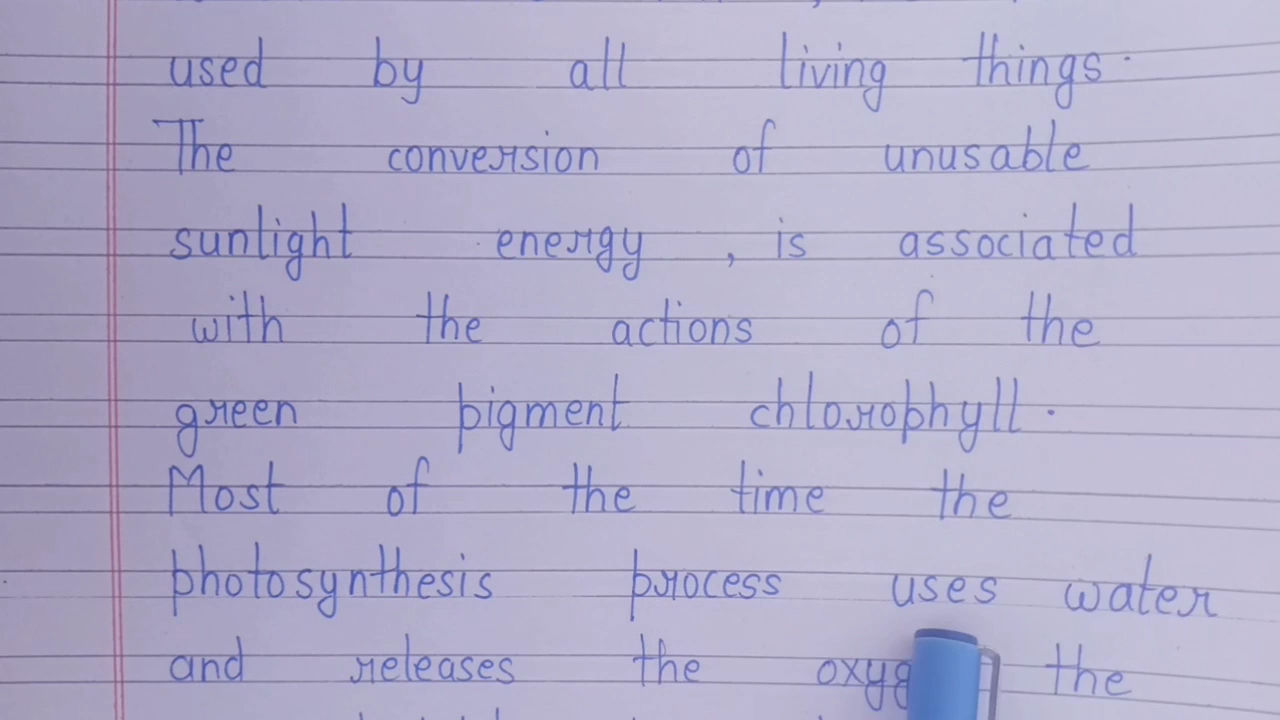 used by all living things.
The conversion of unusable
sunlight energy , is associated
with the actions of the
green pigment chlorophyll.
Most of the time the
photosynthesis process uses water
and releases the the